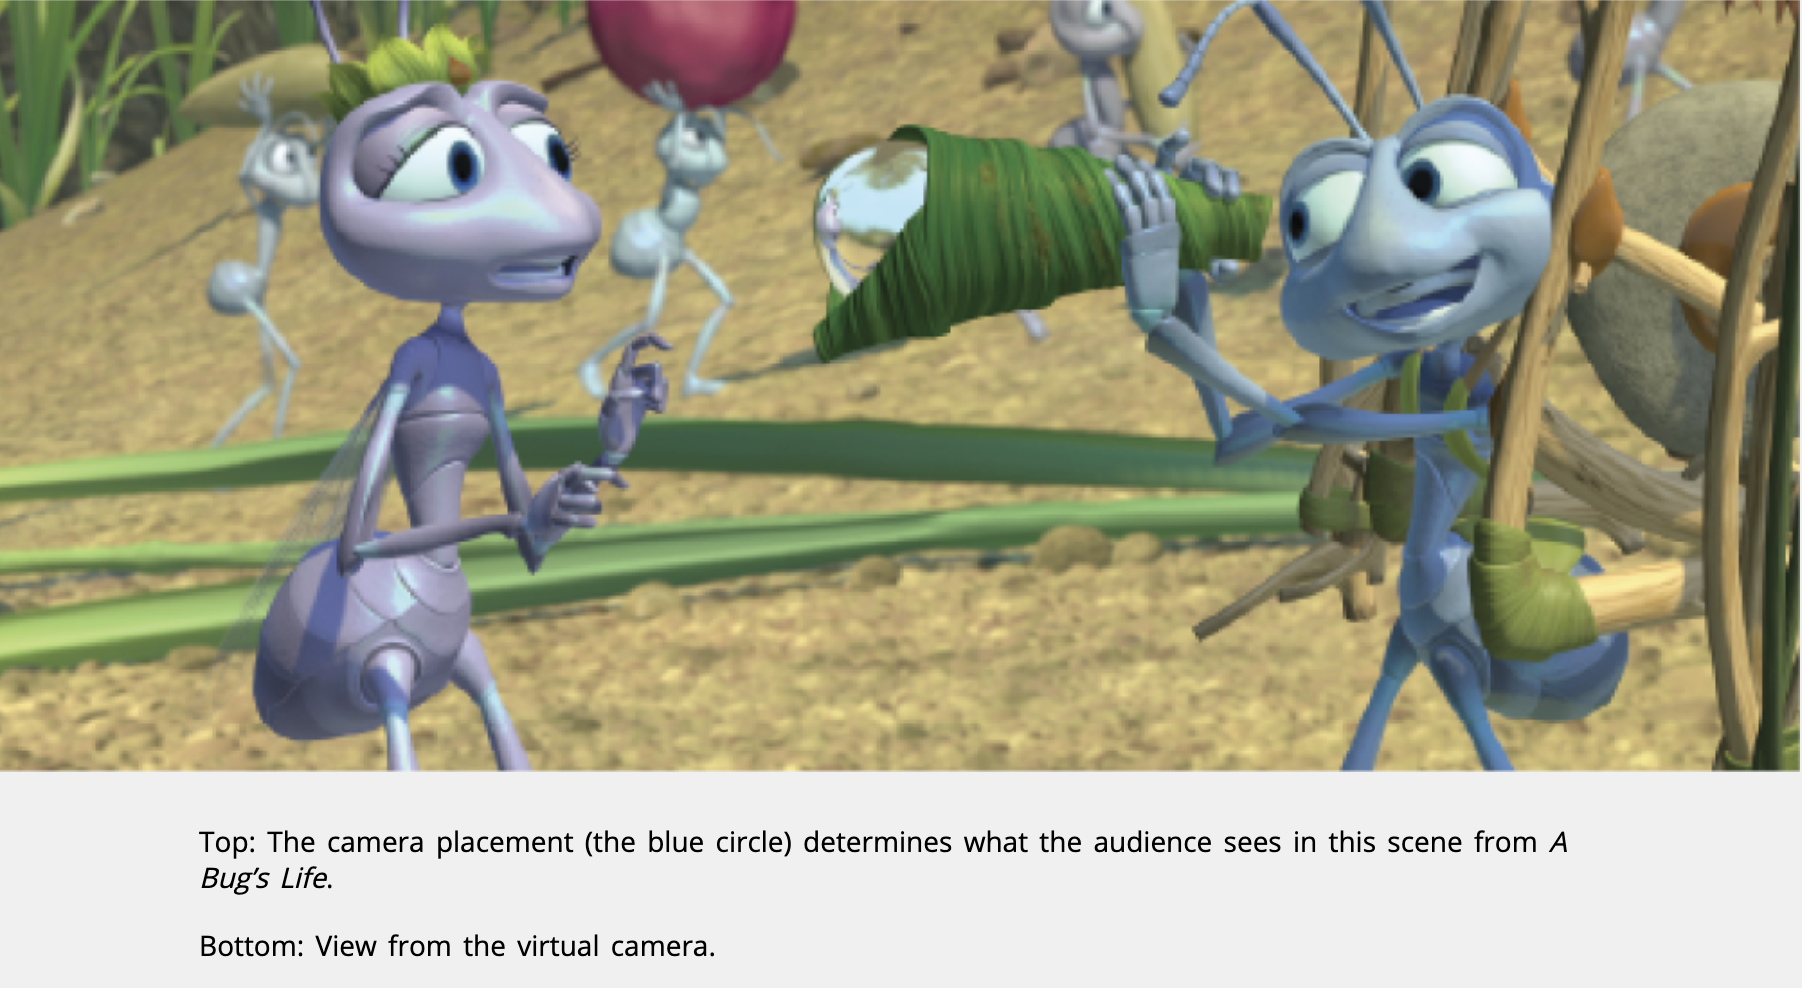 Top: The camera placement (the blue circle) determines what the audience sees in this scene from A
Bug’s Life.
Bottom: View from the virtual camera.